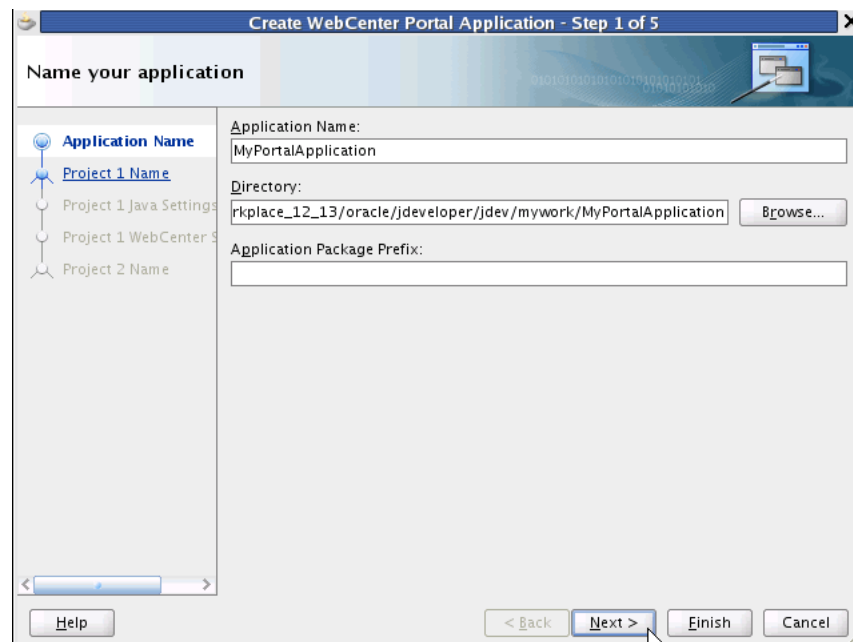 Create WebCenter Portal Application - Step 1 of 5
Name your application
Application Name
Project 1 Name
Project 1 Java Settings
Project 1 WebCenter S
Project 2 Name
Application Name:
MyPortalApplication
Directory:
rkplace_12_13/oracle/jdeveloper/jdev/mywork/MyPortalApplication
Browse...
Application Package Prefix:
Help
< Back
Next >
Finish
Cancel